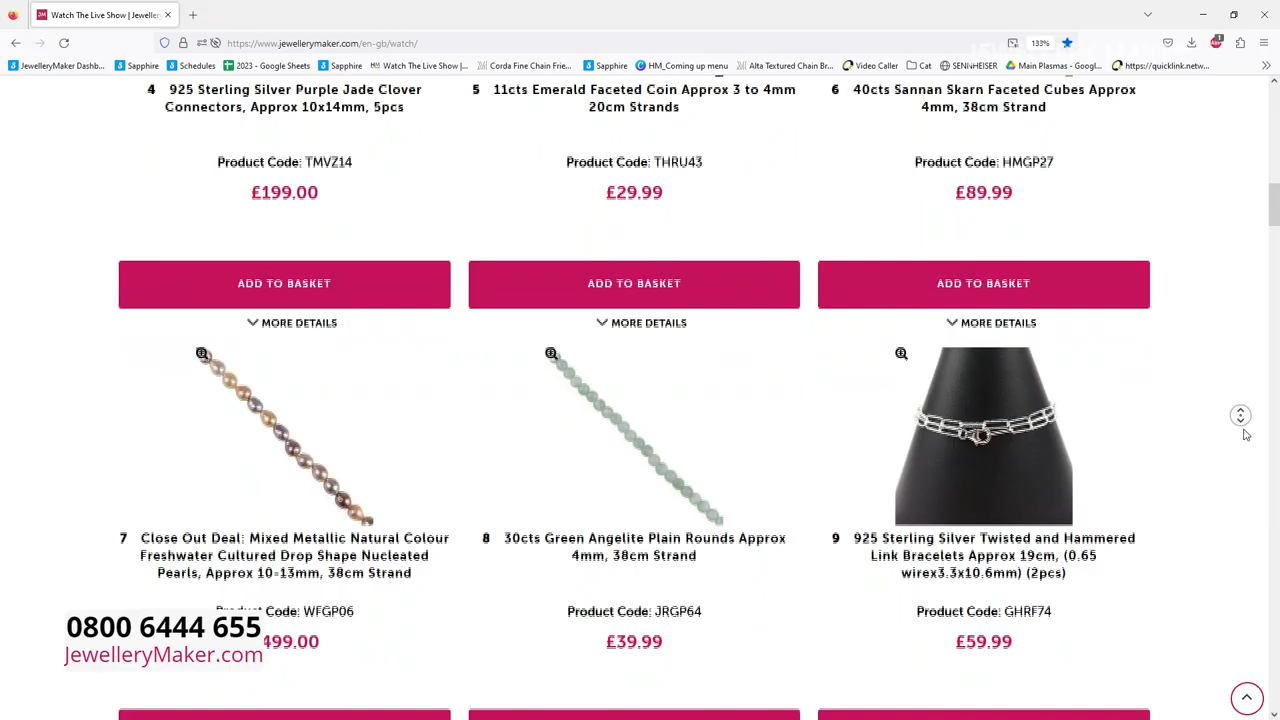 Watch The Live Show | Jeweller
https://www.jewellerymaker.com/en-gb/watch/
133%
1
JewelleryMaker Dashb... Sapphire Schedules 2023 - Google Sheets Sapphire Watch The Live Show |... Corda Fine Chain Frie... Sapphire HM_Coming up menu Alta Textured Chain Br... Video Caller Cat SENNHEISER Main Plasmas - Googl... https://quicklink.netw...
4 925 Sterling Silver Purple Jade Clover
Connectors, Approx 10x14mm, 5pcs
Product Code: TMVZ14
£199.00
ADD TO BASKET
MORE DETAILS
5 11cts Emerald Faceted Coin Approx 3 to 4mm
20cm Strands
Product Code: THRU43
£29.99
ADD TO BASKET
MORE DETAILS
6 40cts Sannan Skarn Faceted Cubes Approx
4mm, 38cm Strand
Product Code: HMGP27
£89.99
ADD TO BASKET
MORE DETAILS
7 Close Out Deal: Mixed Metallic Natural Colour
Freshwater Cultured Drop Shape Nucleated
Pearls, Approx 10-13mm, 38cm Strand
Product Code: WFGP06
499.00
8 30cts Green Angelite Plain Rounds Approx
4mm, 38cm Strand
Product Code: JRGP64
£39.99
9 925 Sterling Silver Twisted and Hammered
Link Bracelets Approx 19cm, (0.65
wirex3.3x10.6mm) (2pcs)
Product Code: GHRF74
£59.99
0800 6444 655
JewelleryMaker.com